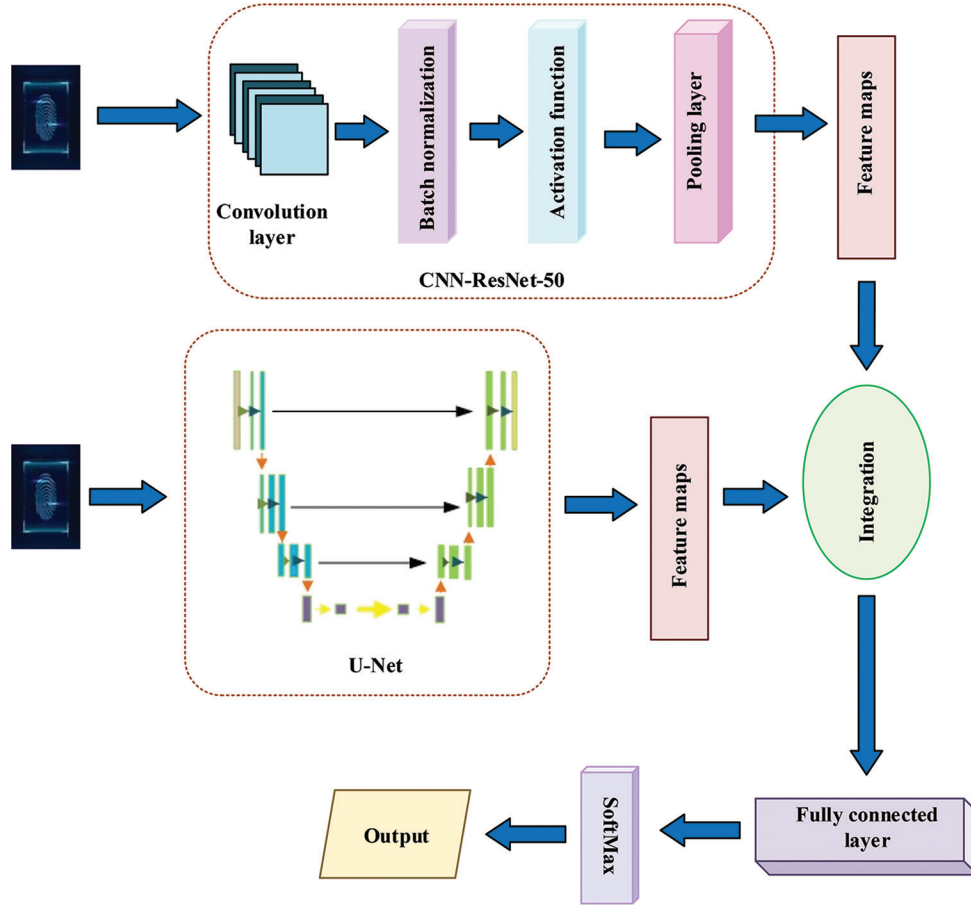 Convolution
layer
Batch normalization
Activation function
Pooling layer
CNN-ResNet-50
Feature maps
U-Net
Feature maps
Integration
Fully connected
layer
SoftMax
Output